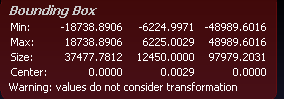 Bounding Box
Min: -18738.8906 -6224.9971 -48989.6016
Max: 18738.8906 6225.0029 48989.6016
Size: 37477.7812 12450.0000 97979.2031
Center: 0.0000 0.0029 0.0000
Warning: values do not consider transformation